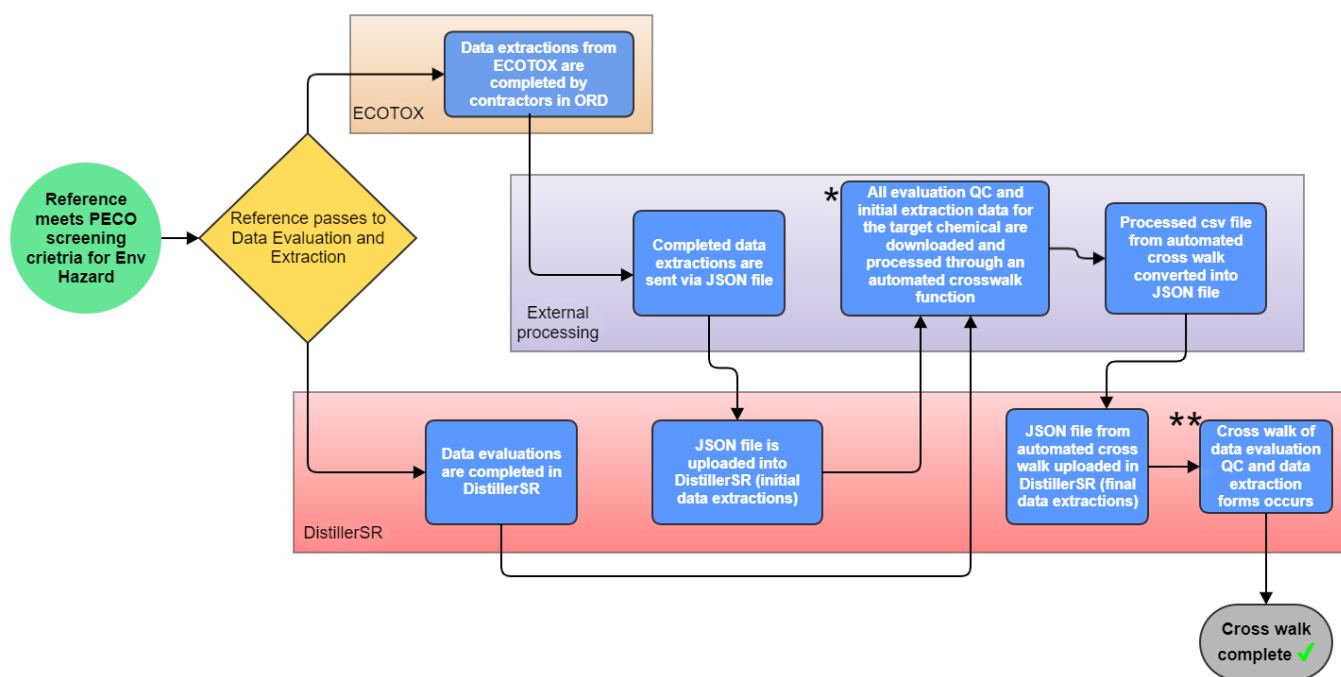 Data extractions from
ECOTOX are
completed by
contractors in ORD
ECOTOX
Reference
meets PECO
screening
crietria for Env
Hazard
Reference passes to
Data Evaluation and
Extraction
Completed data
extractions are
sent via JSON file
*
All evaluation QC and
initial extraction data for
the target chemical are
downloaded and
processed through an
automated crosswalk
function
Processed csv file
from automated
cross walk
converted into
JSON file
External
processing
Data evaluations
are completed in
DistillerSR
JSON file is
uploaded into
DistillerSR (initial
data extractions)
JSON file from
automated cross
walk uploaded in
DistillerSR (final
data extractions)
**
Cross walk of
data evaluation
QC and data
extraction
forms occurs
DistillerSR
Cross walk
complete ✓